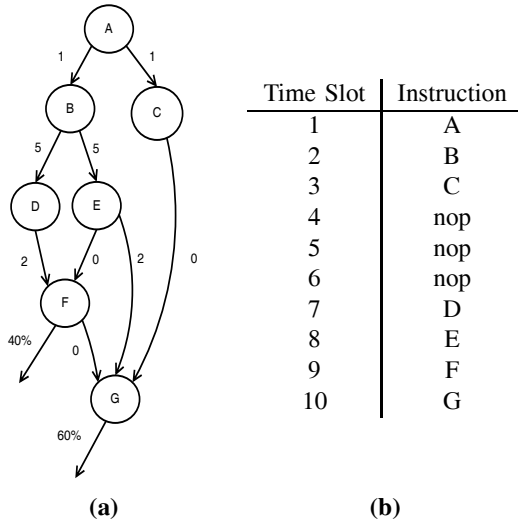 A
1 1
B C
5 5
D E
2 0 2 0
F
40% 0
G
60%
(a)
Time Slot Instruction
1 A
2 B
3 C
4 nop
5 nop
6 nop
7 D
8 E
9 F
10 G
(b)